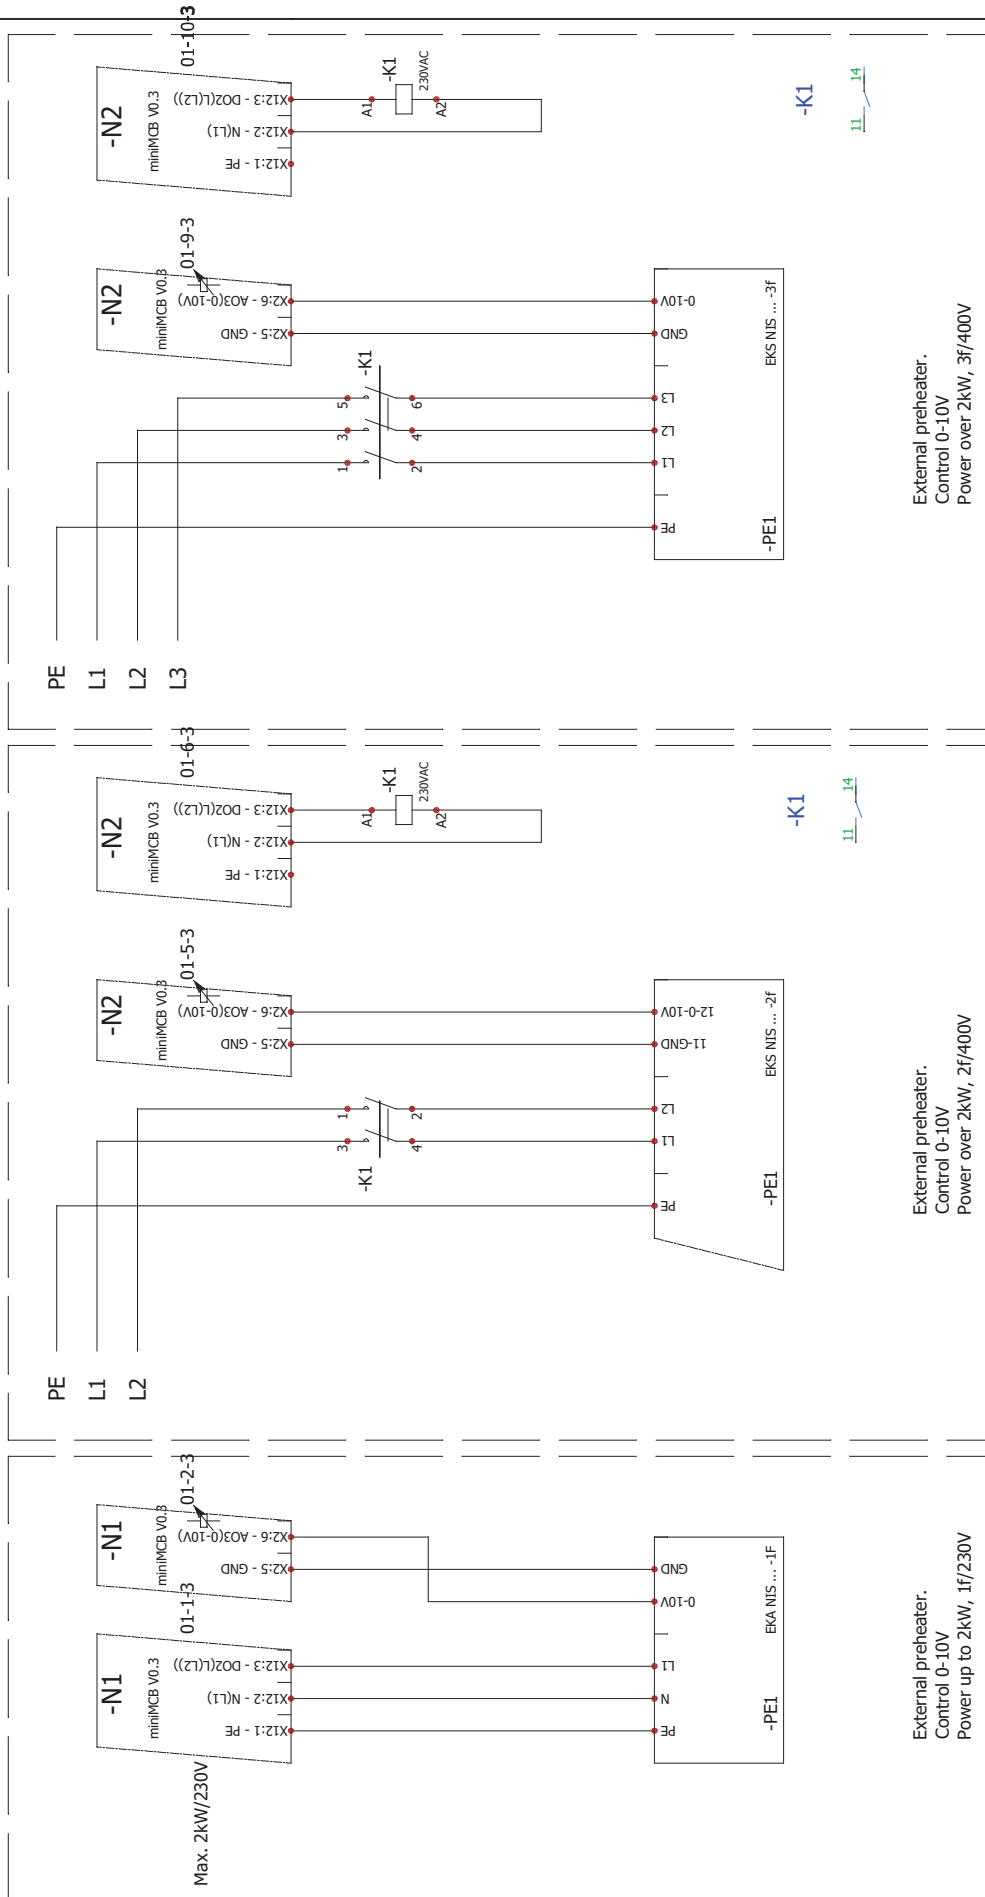 Max. 2kW/230V
-N1
miniMCB V0.3
01-1-3
X12:1 - PE
X12:2 - N(L1)
X12:3 - DO2(L(L2))
-N1
miniMCB V0.3
01-2-3
X2:5 - GND
X2:6 - AO3(0-10V)
PE
N
L1
0-10V
GND
-PE1
EKA NIS ... -1F
External preheater.
Control 0-10V
Power up to 2kW, 1f/230V
PE
L1
L2
-N2
miniMCB V0.3
01-5-3
X2:5 - GND
X2:6 - AO3(0-10V)
-N2
miniMCB V0.3
01-6-3
X12:1 - PE
X12:2 - N(L1)
X12:3 - DO2(L(L2))
-K1
3
1
4
2
A1
-K1
A2
230VAC
PE
L1
L2
11-GND
12-0-10V
-PE1
EKS NIS ... -2f
-K1
11
14
External preheater.
Control 0-10V
Power over 2kW, 2f/400V
PE
L1
L2
L3
-N2
miniMCB V0.3
01-9-3
X2:5 - GND
X2:6 - AO3(0-10V)
-N2
miniMCB V0.3
01-10-3
X12:1 - PE
X12:2 - N(L1)
X12:3 - DO2(L(L2))
1
3
5
-K1
2
4
6
A1
-K1
A2
230VAC
PE
L1
L2
L3
GND
0-10V
-PE1
EKS NIS ... -3f
-K1
11
14
External preheater.
Control 0-10V
Power over 2kW, 3f/400V